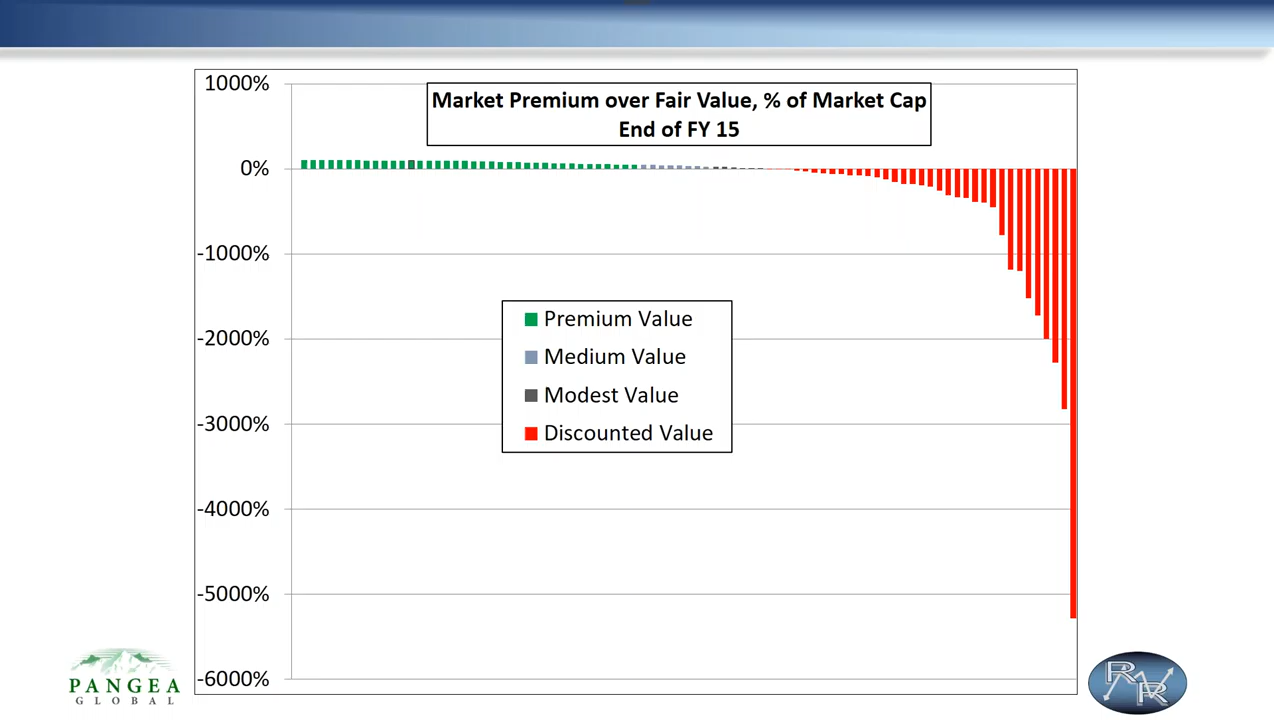 Market Premium over Fair Value, % of Market Cap
End of FY 15
1000%
0%
-1000%
-2000%
-3000%
-4000%
-5000%
-6000%
Premium Value
Medium Value
Modest Value
Discounted Value
PANGEA
GLOBAL
RR